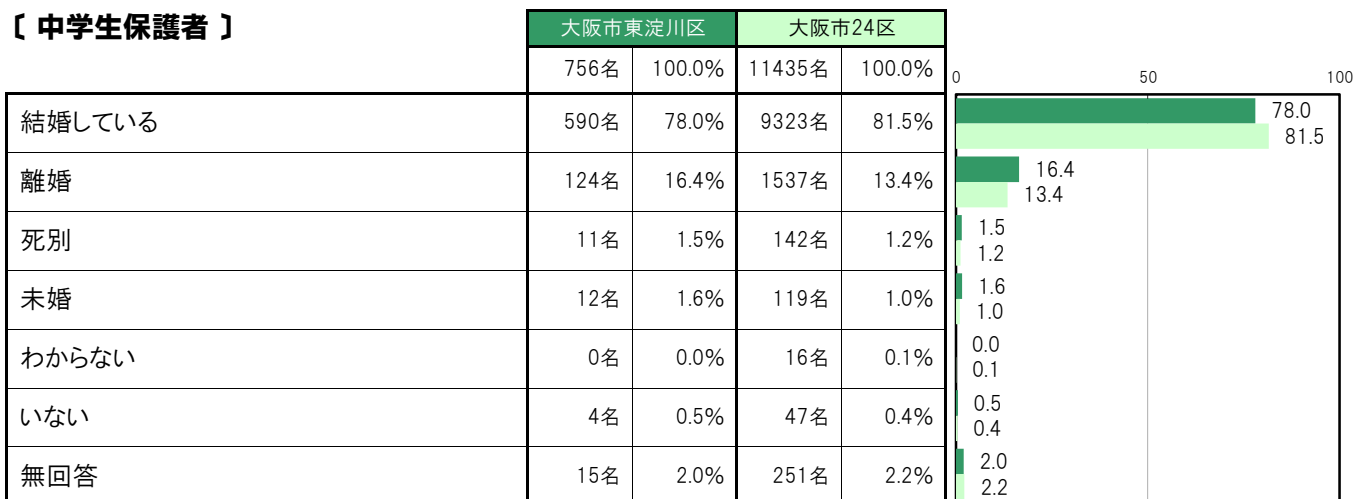 〔 中学生保護者 〕
大阪市東淀川区 大阪市24区
756名 100.0% 11435名 100.0%
0 50 100
結婚している 590名 78.0% 9323名 81.5%
78.0
81.5
離婚 124名 16.4% 1537名 13.4%
16.4
13.4
死別 11名 1.5% 142名 1.2%
1.5
1.2
未婚 12名 1.6% 119名 1.0%
1.6
1.0
わからない 0名 0.0% 16名 0.1%
0.0
0.1
いない 4名 0.5% 47名 0.4%
0.5
0.4
無回答 15名 2.0% 251名 2.2%
2.0
2.2